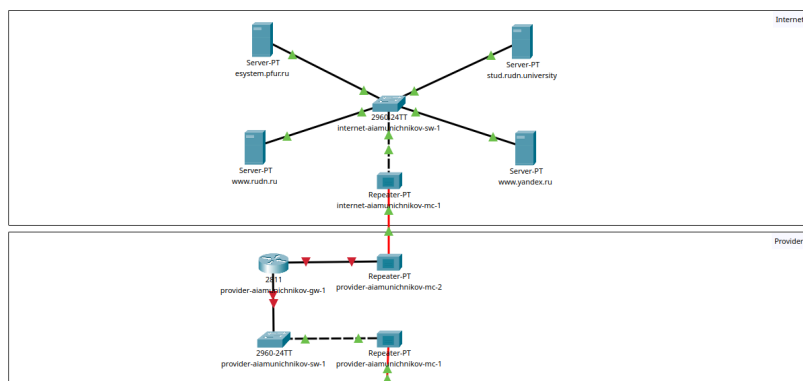 Internet
Server-PT
esystem.pfur.ru
Server-PT
stud.rudn.university
2960-24TT
internet-aiamunichnikov-sw-1
Server-PT
www.rudn.ru
Server-PT
www.yandex.ru
Repeater-PT
internet-aiamunichnikov-mc-1
Provider
2811
provider-aiamunichnikov-gw-1
Repeater-PT
provider-aiamunichnikov-mc-2
2960-24TT
provider-aiamunichnikov-sw-1
Repeater-PT
provider-aiamunichnikov-mc-1